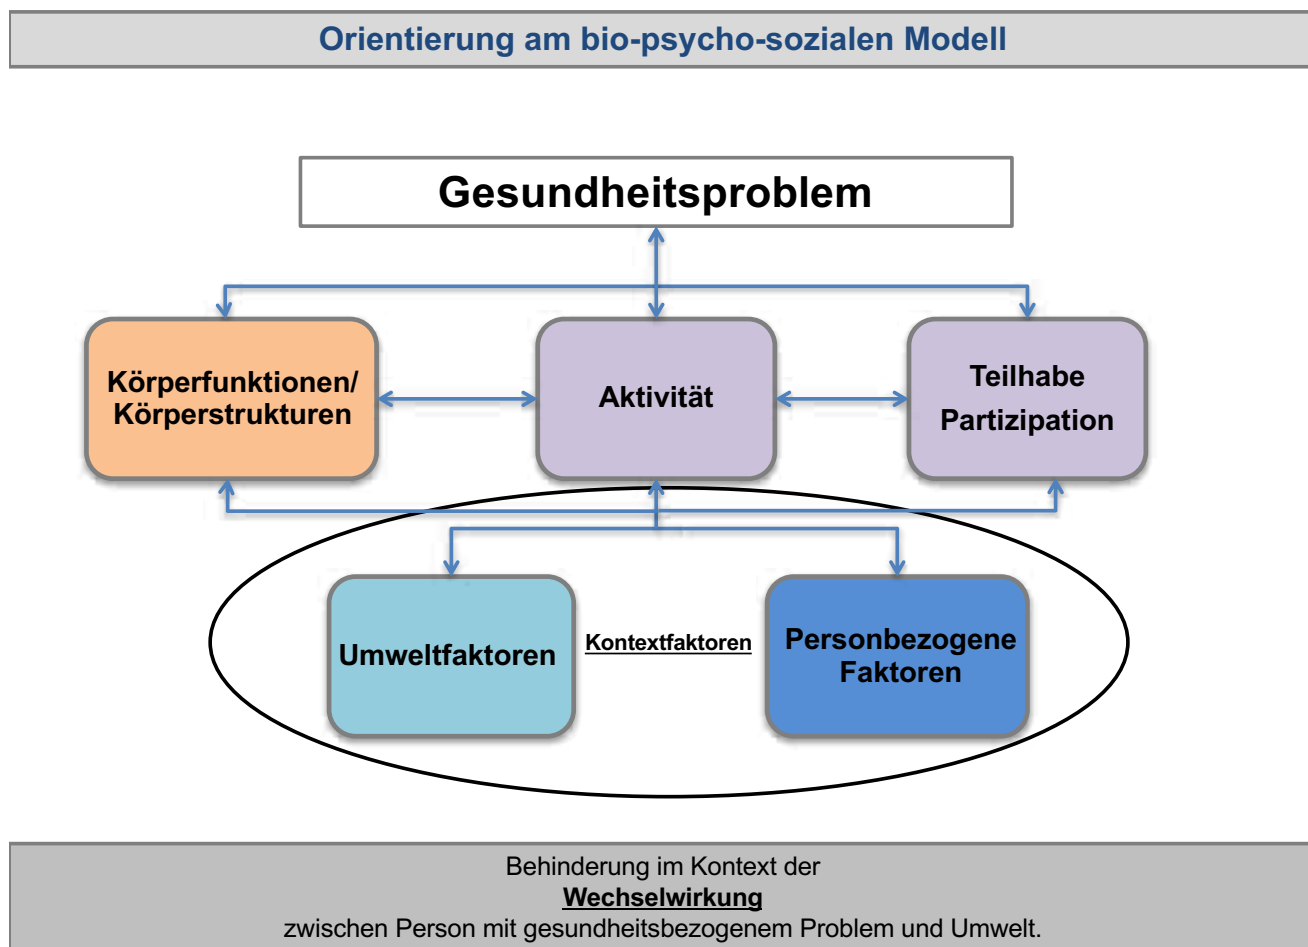 Orientierung am bio-psycho-sozialen Modell
Gesundheitsproblem
Körperfunktionen/
Körperstrukturen
Aktivität
Teilhabe
Partizipation
Umweltfaktoren
Kontextfaktoren
Personbezogene
Faktoren
Behinderung im Kontext der
Wechselwirkung
zwischen Person mit gesundheitsbezogenem Problem und Umwelt.